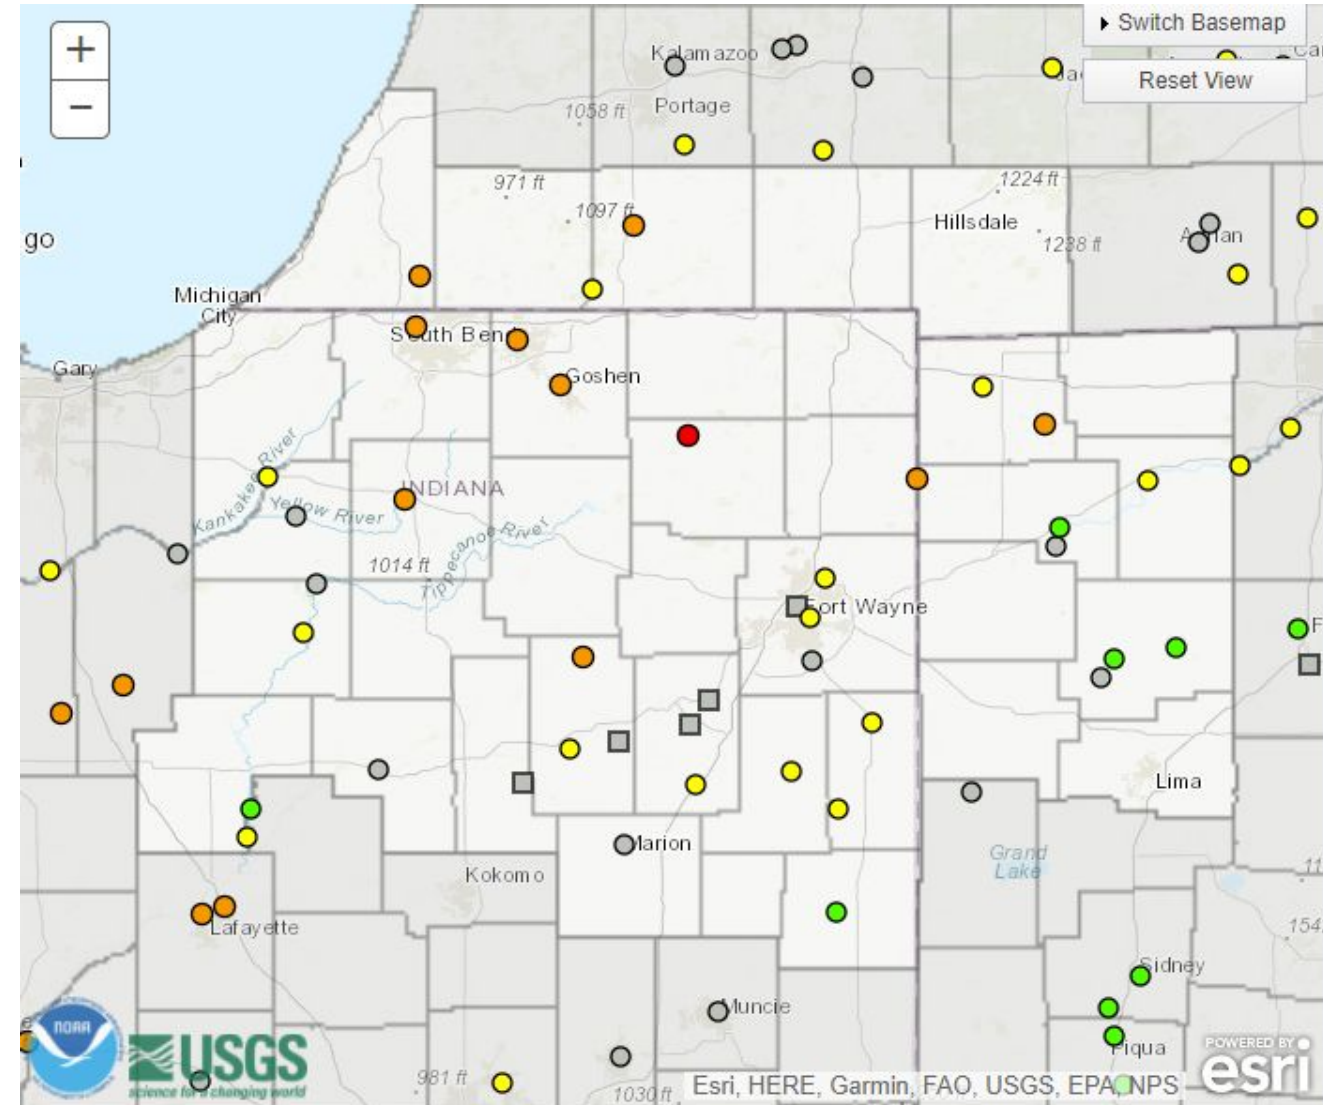 +
−
Switch Basemap
Reset View
Kalamazoo
Portage
1058 ft
971 ft
1097 ft
1224 ft
Hillsdale
1238 ft
go
Michigan
City
Gary
South Bend
Goshen
Kankakee River
Yellow River
INDIANA
Tippecanoe River
1014 ft
Fort Wayne
F
Lima
Marion
Kokomo
Grand
Lake
Lafayette
154
Sidney
Muncie
Piqua
NOAA
USGS
science for a changing world
981 ft
1030 ft
Esri, HERE, Garmin, FAO, USGS, EPA, NPS
POWERED BY
esri